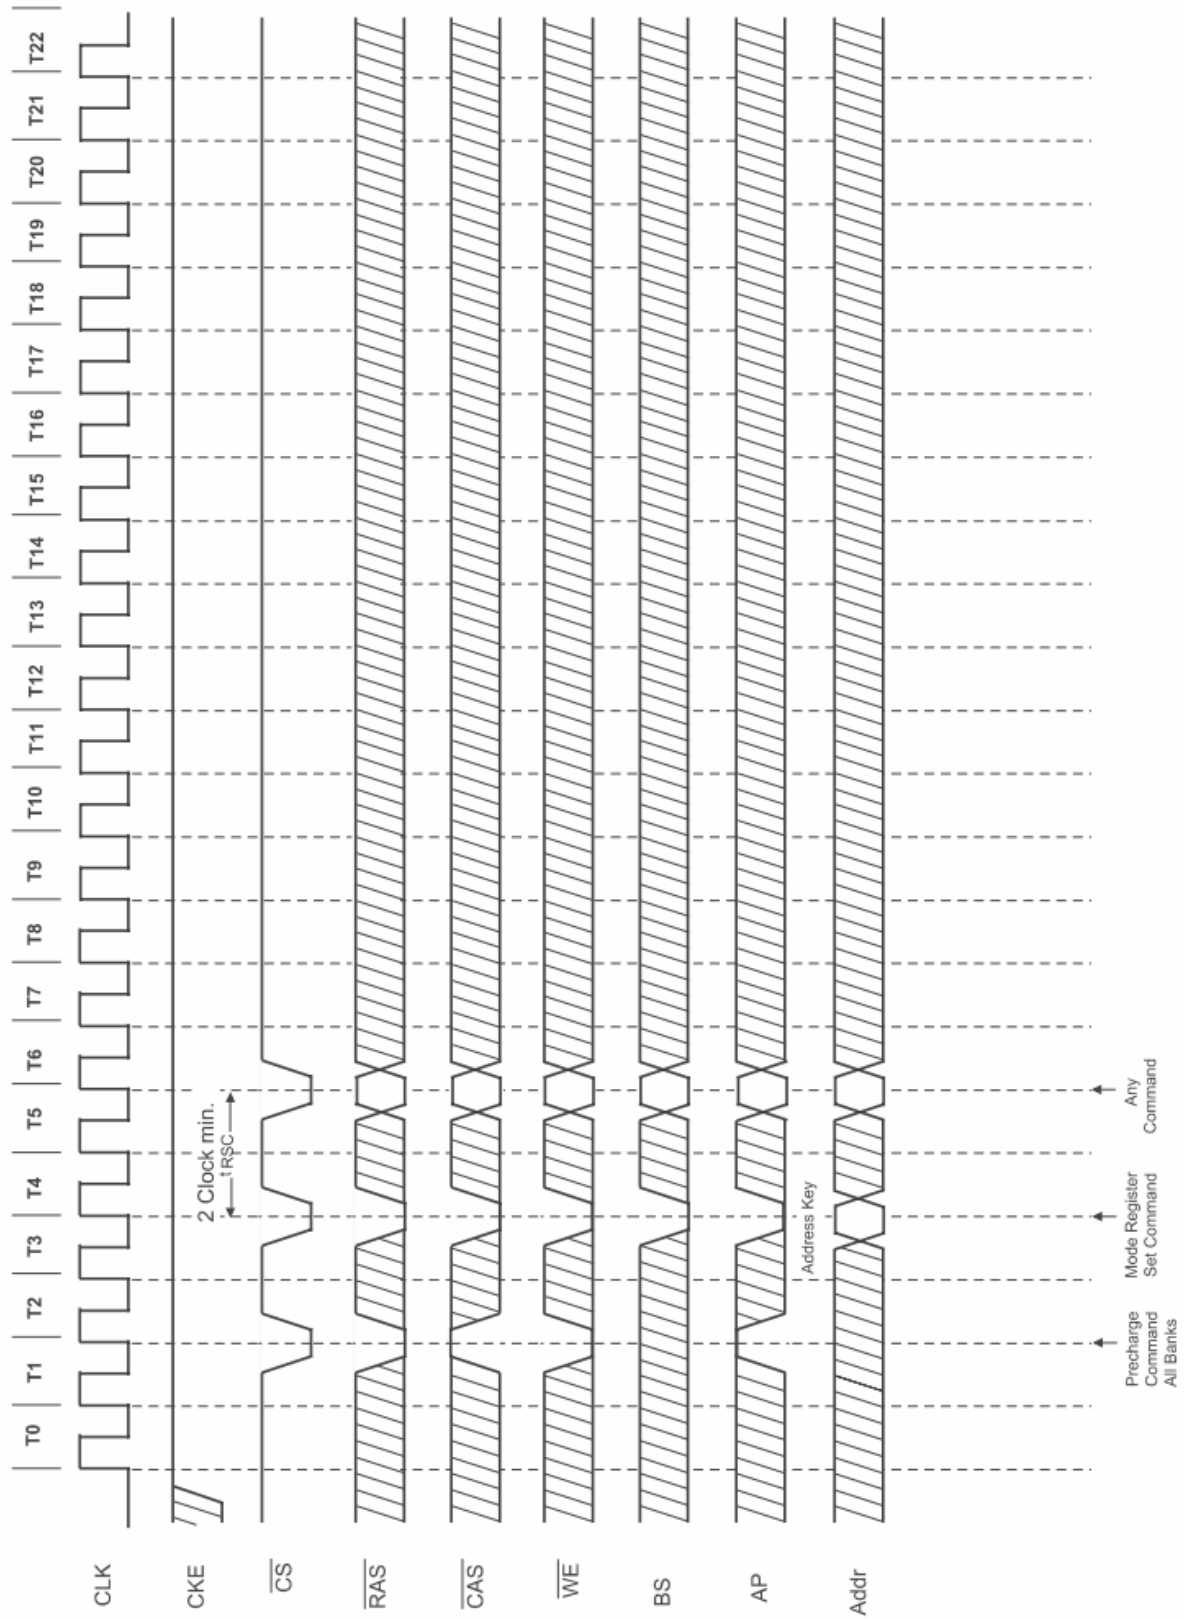 T0 T1 T2 T3 T4 T5 T6 T7 T8 T9 T10 T11 T12 T13 T14 T15 T16 T17 T18 T19 T20 T21 T22
CLK
CKE
2 Clock min.
tRSC
CS
RAS
CAS
WE
BS
AP
Address Key
Addr
Precharge
Command
All Banks
Mode Register
Set Command
Any
Command